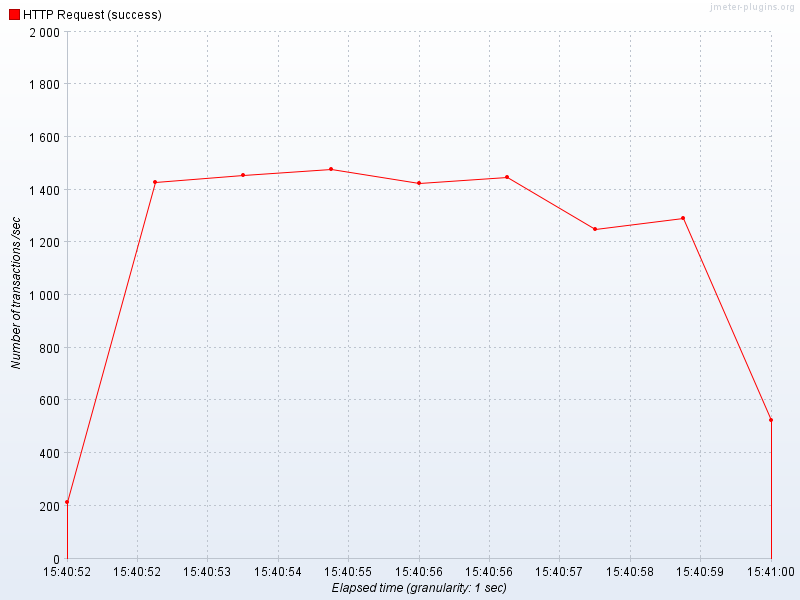 jmeter-plugins.org
HTTP Request (success)
2 000
1 800
1 600
1 400
1 200
1 000
800
600
400
200
0
Number of transactions /sec
15:40:52 15:40:52 15:40:53 15:40:54 15:40:55 15:40:56 15:40:56 15:40:57 15:40:58 15:40:59 15:41:00
Elapsed time (granularity: 1 sec)